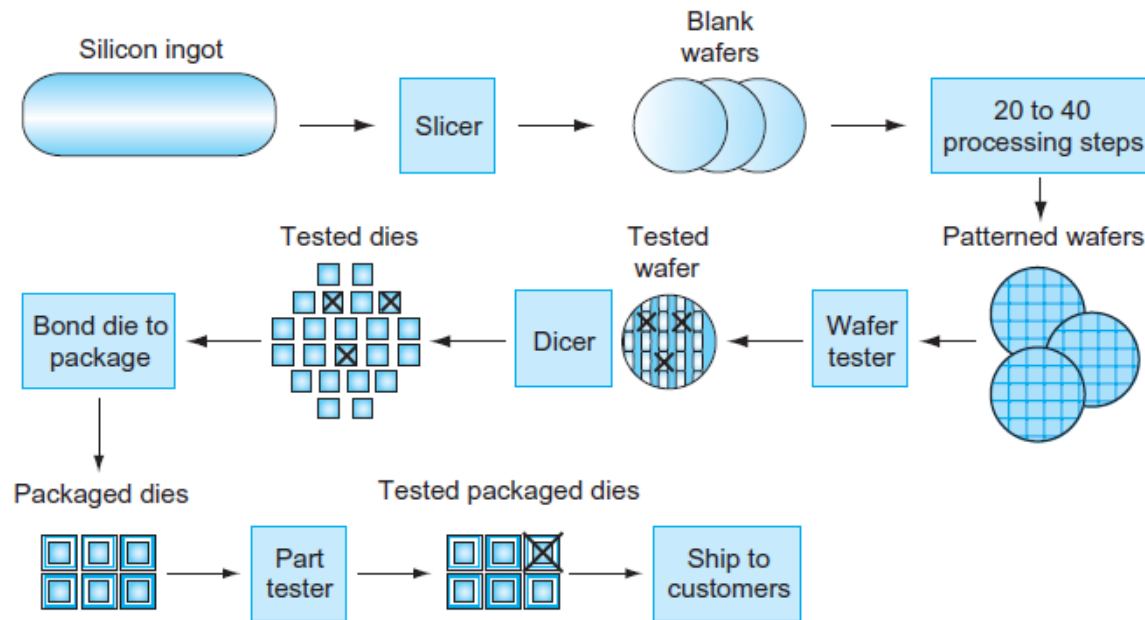 Silicon ingot
Slicer
Blank
wafers
20 to 40
processing steps
Tested dies
Tested
wafer
Patterned wafers
Bond die to
package
Dicer
Wafer
tester
Packaged dies
Tested packaged dies
Part
tester
Ship to
customers